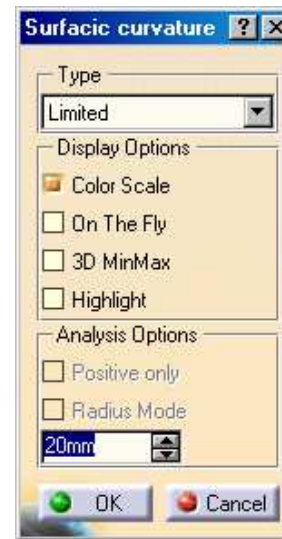 Surfacic curvature ? X
Type
Limited
Display Options
Color Scale
On The Fly
3D MinMax
Highlight
Analysis Options
Positive only
Radius Mode
20mm
OK Cancel